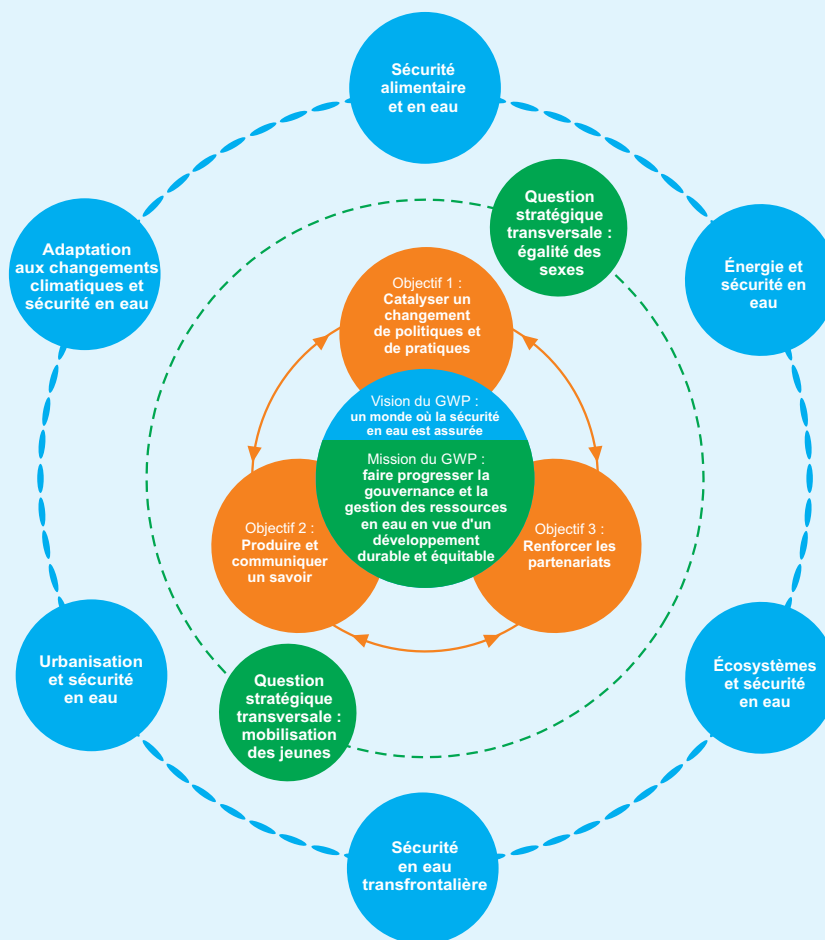 Sécurité
alimentaire
et en eau
Question
stratégique
transversale :
égalité des
sexes
Adaptation
aux changements
climatiques et
sécurité en eau
Énergie et
sécurité en
eau
Objectif 1 :
Catalyser un
changement
de politiques et
de pratiques
Vision du GWP :
un monde où la sécurité
en eau est assurée
Mission du GWP :
faire progresser la
gouvernance et la
gestion des ressources
en eau en vue d'un
développement
durable et équitable
Objectif 2 :
Produire et
communiquer
un savoir
Objectif 3 :
Renforcer les
partenariats
Urbanisation
et sécurité
en eau
Question
stratégique
transversale :
mobilisation
des jeunes
Écosystèmes
et sécurité
en eau
Sécurité
en eau
transfrontalière